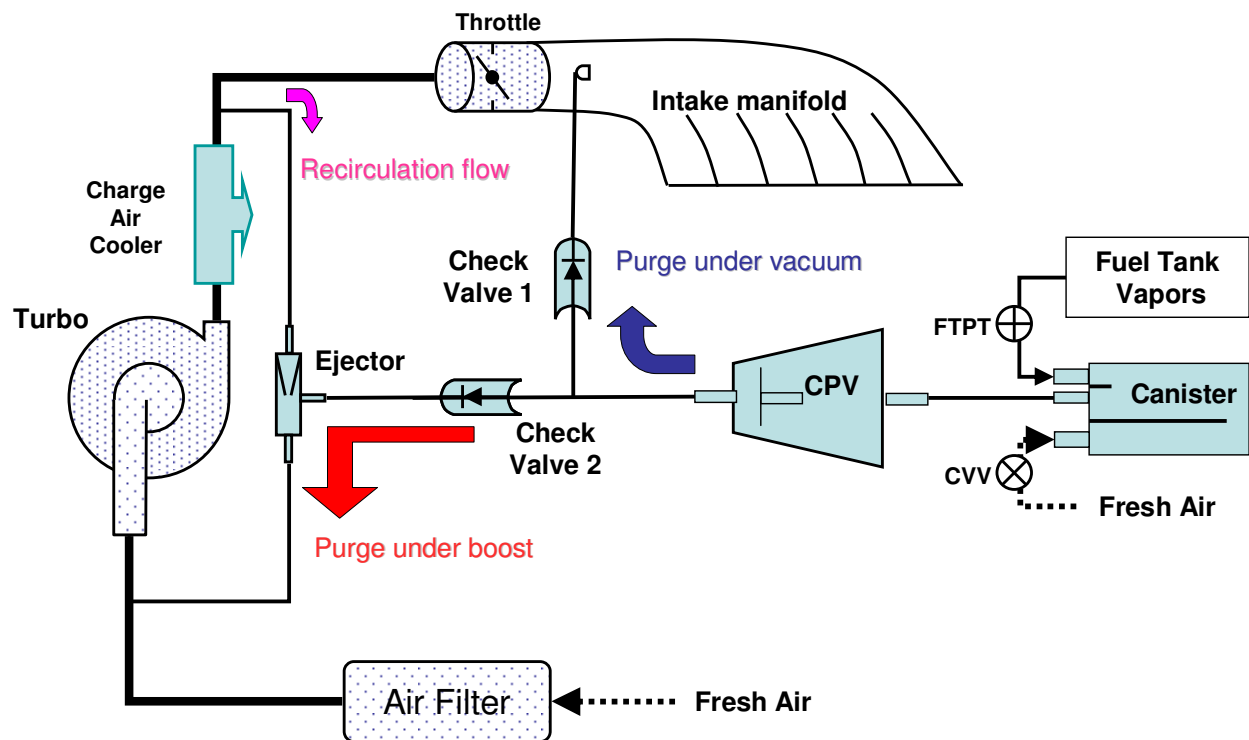 Throttle
Intake manifold
Recirculation flow
Charge
Air
Cooler
Check
Valve 1
Purge under vacuum
Fuel Tank
Vapors
Turbo
FTPT
Ejector
CPV
Canister
Check
Valve 2
CVV
Fresh Air
Purge under boost
Air Filter
Fresh Air